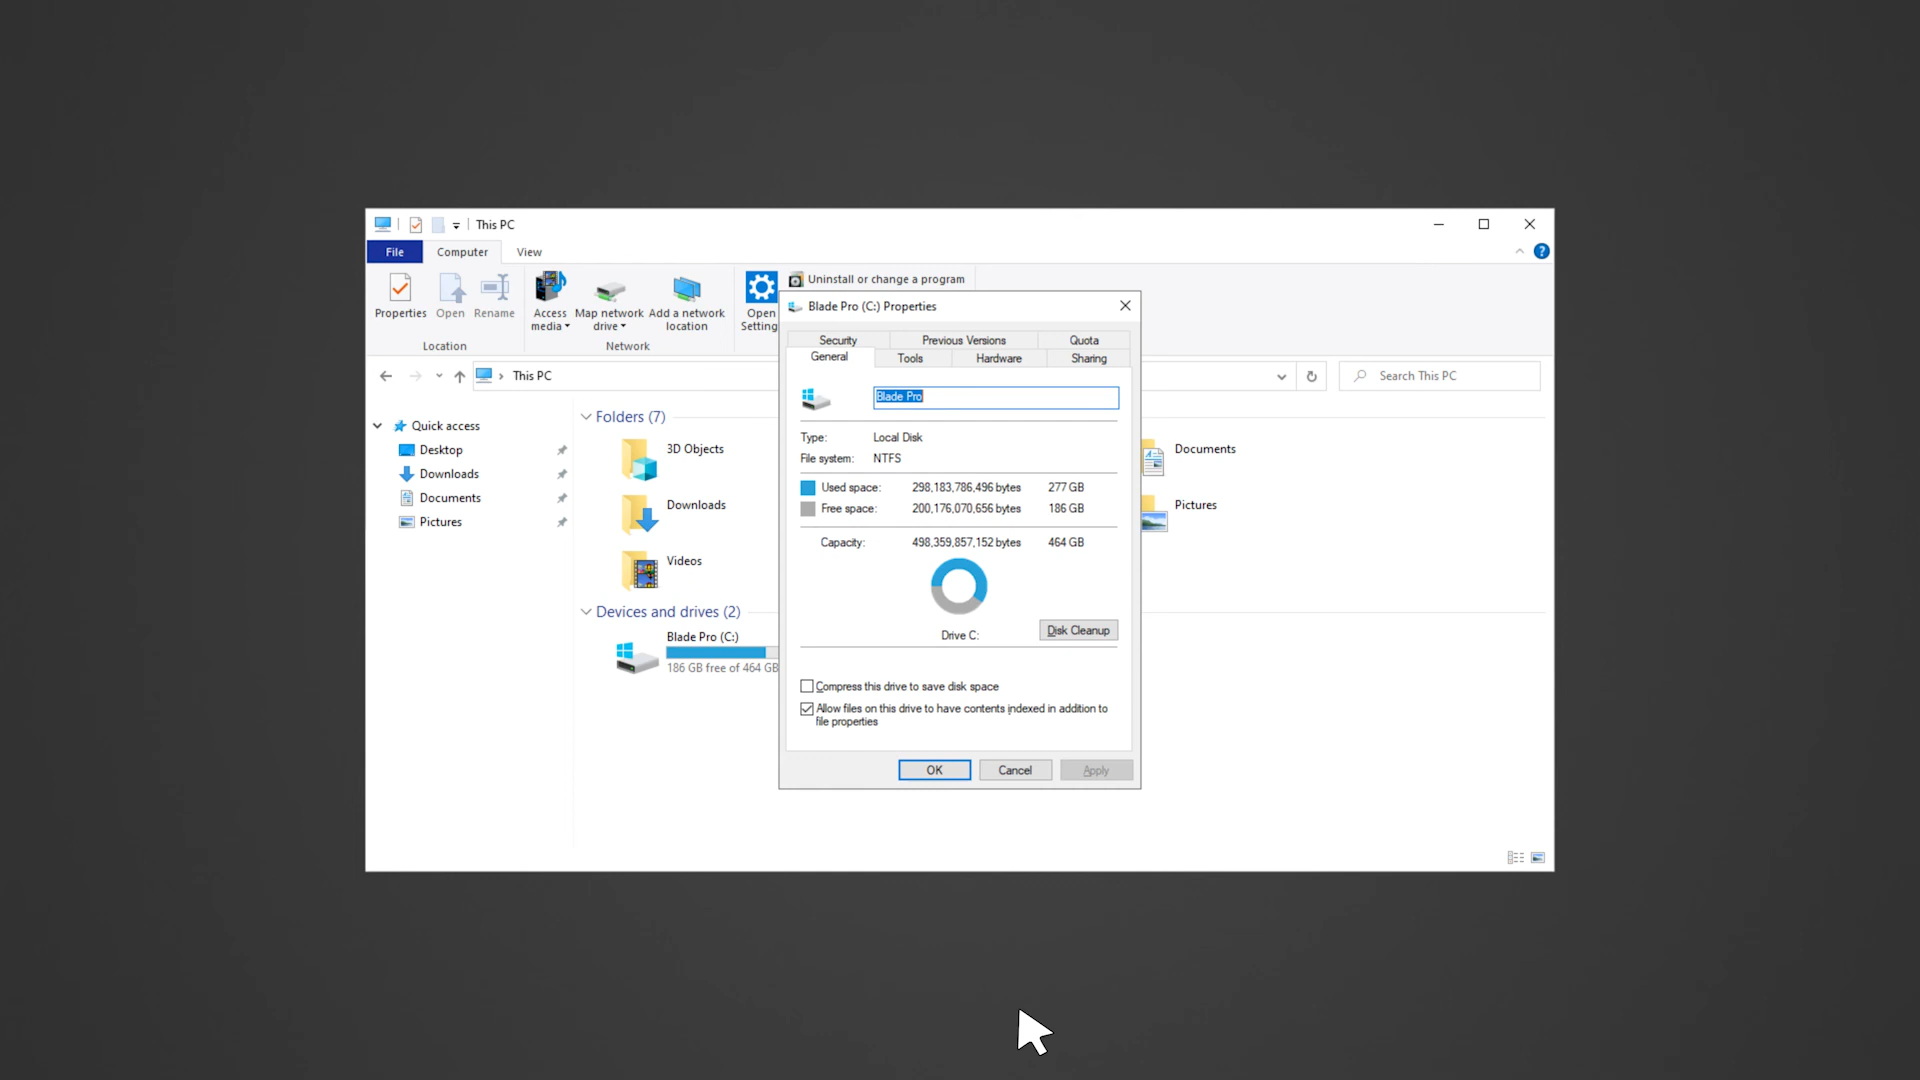 This PC
File Computer View
Properties Open Rename
Access media Map network drive Add a network location
Open Setting
Uninstall or change a program
Location Network
This PC
Search This PC
Quick access
Desktop
Downloads
Documents
Pictures
Folders (7)
3D Objects
Downloads
Videos
Documents
Pictures
Devices and drives (2)
Blade Pro (C:)
186 GB free of 464 GB
Blade Pro (C:) Properties
Security Previous Versions Quota
General Tools Hardware Sharing
Blade Pro
Type: Local Disk
File system: NTFS
Used space: 298,183,786,496 bytes 277 GB
Free space: 200,176,070,656 bytes 186 GB
Capacity: 498,359,857,152 bytes 464 GB
Drive C:
Disk Cleanup
Compress this drive to save disk space
Allow files on this drive to have contents indexed in addition to
file properties
OK Cancel Apply